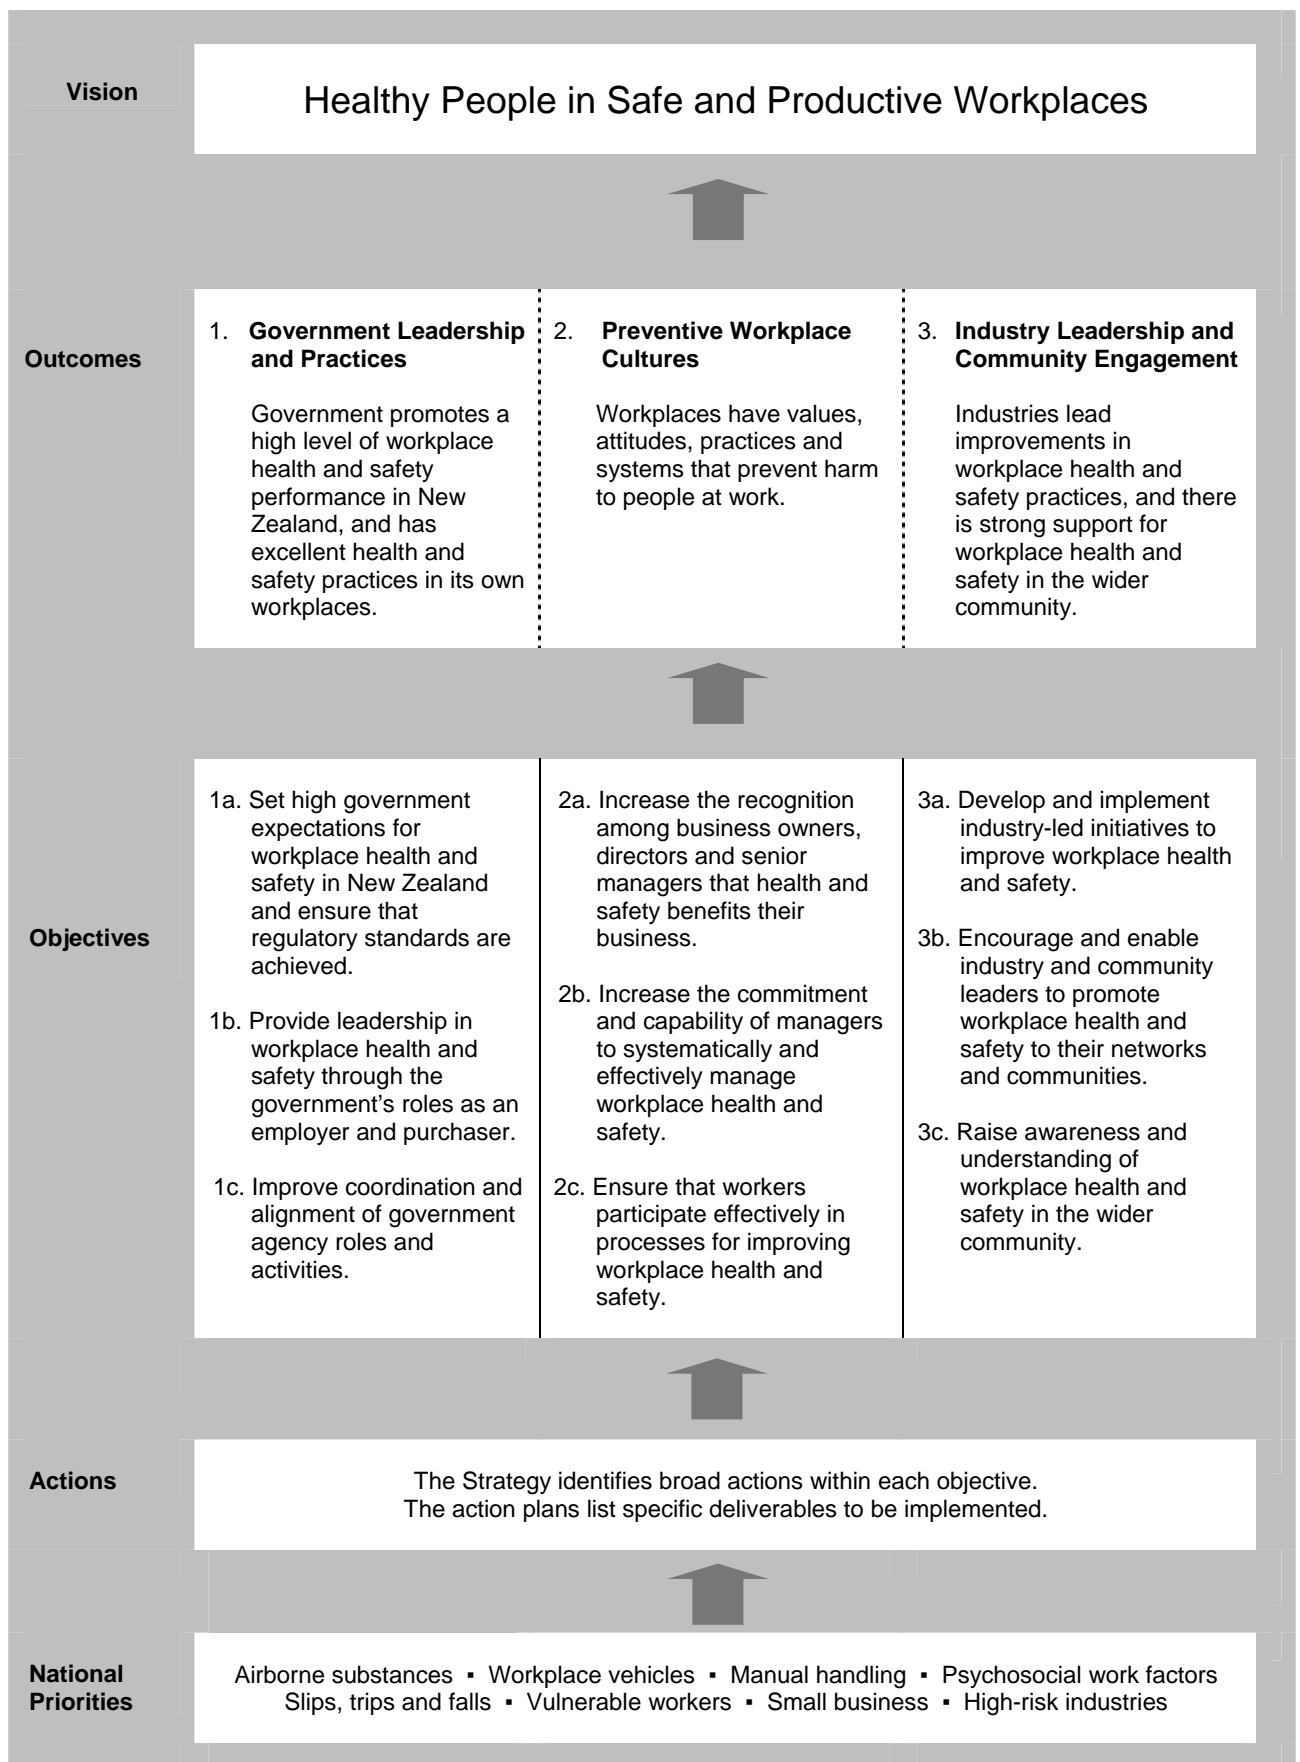 Vision
Healthy People in Safe and Productive Workplaces
Outcomes
1. Government Leadership
and Practices
Government promotes a
high level of workplace
health and safety
performance in New
Zealand, and has
excellent health and
safety practices in its own
workplaces.
2. Preventive Workplace
Cultures
Workplaces have values,
attitudes, practices and
systems that prevent harm
to people at work.
3. Industry Leadership and
Community Engagement
Industries lead
improvements in
workplace health and
safety practices, and there
is strong support for
workplace health and
safety in the wider
community.
Objectives
1a. Set high government
expectations for
workplace health and
safety in New Zealand
and ensure that
regulatory standards are
achieved.
1b. Provide leadership in
workplace health and
safety through the
government’s roles as an
employer and purchaser.
1c. Improve coordination and
alignment of government
agency roles and
activities.
2a. Increase the recognition
among business owners,
directors and senior
managers that health and
safety benefits their
business.
2b. Increase the commitment
and capability of managers
to systematically and
effectively manage
workplace health and
safety.
2c. Ensure that workers
participate effectively in
processes for improving
workplace health and
safety.
3a. Develop and implement
industry-led initiatives to
improve workplace health
and safety.
3b. Encourage and enable
industry and community
leaders to promote
workplace health and
safety to their networks
and communities.
3c. Raise awareness and
understanding of
workplace health and
safety in the wider
community.
Actions
The Strategy identifies broad actions within each objective.
The action plans list specific deliverables to be implemented.
National
Priorities
Airborne substances ▪ Workplace vehicles ▪ Manual handling ▪ Psychosocial work factors
Slips, trips and falls ▪ Vulnerable workers ▪ Small business ▪ High-risk industries